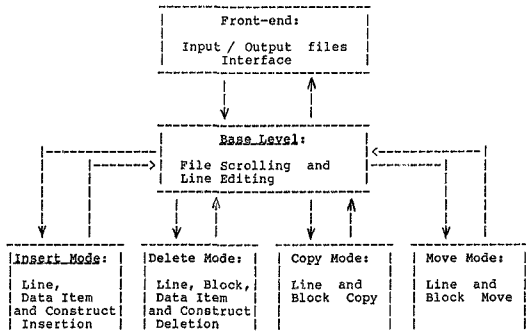 Front-end:
Input / Output files
Interface
Base Level:
File Scrolling and
Line Editing
Insert Mode:
Line,
Data Item
and Construct
Insertion
Delete Mode:
Line, Block,
Data Item
and Construct
Deletion
Copy Mode:
Line and
Block Copy
Move Mode:
Line and
Block Move